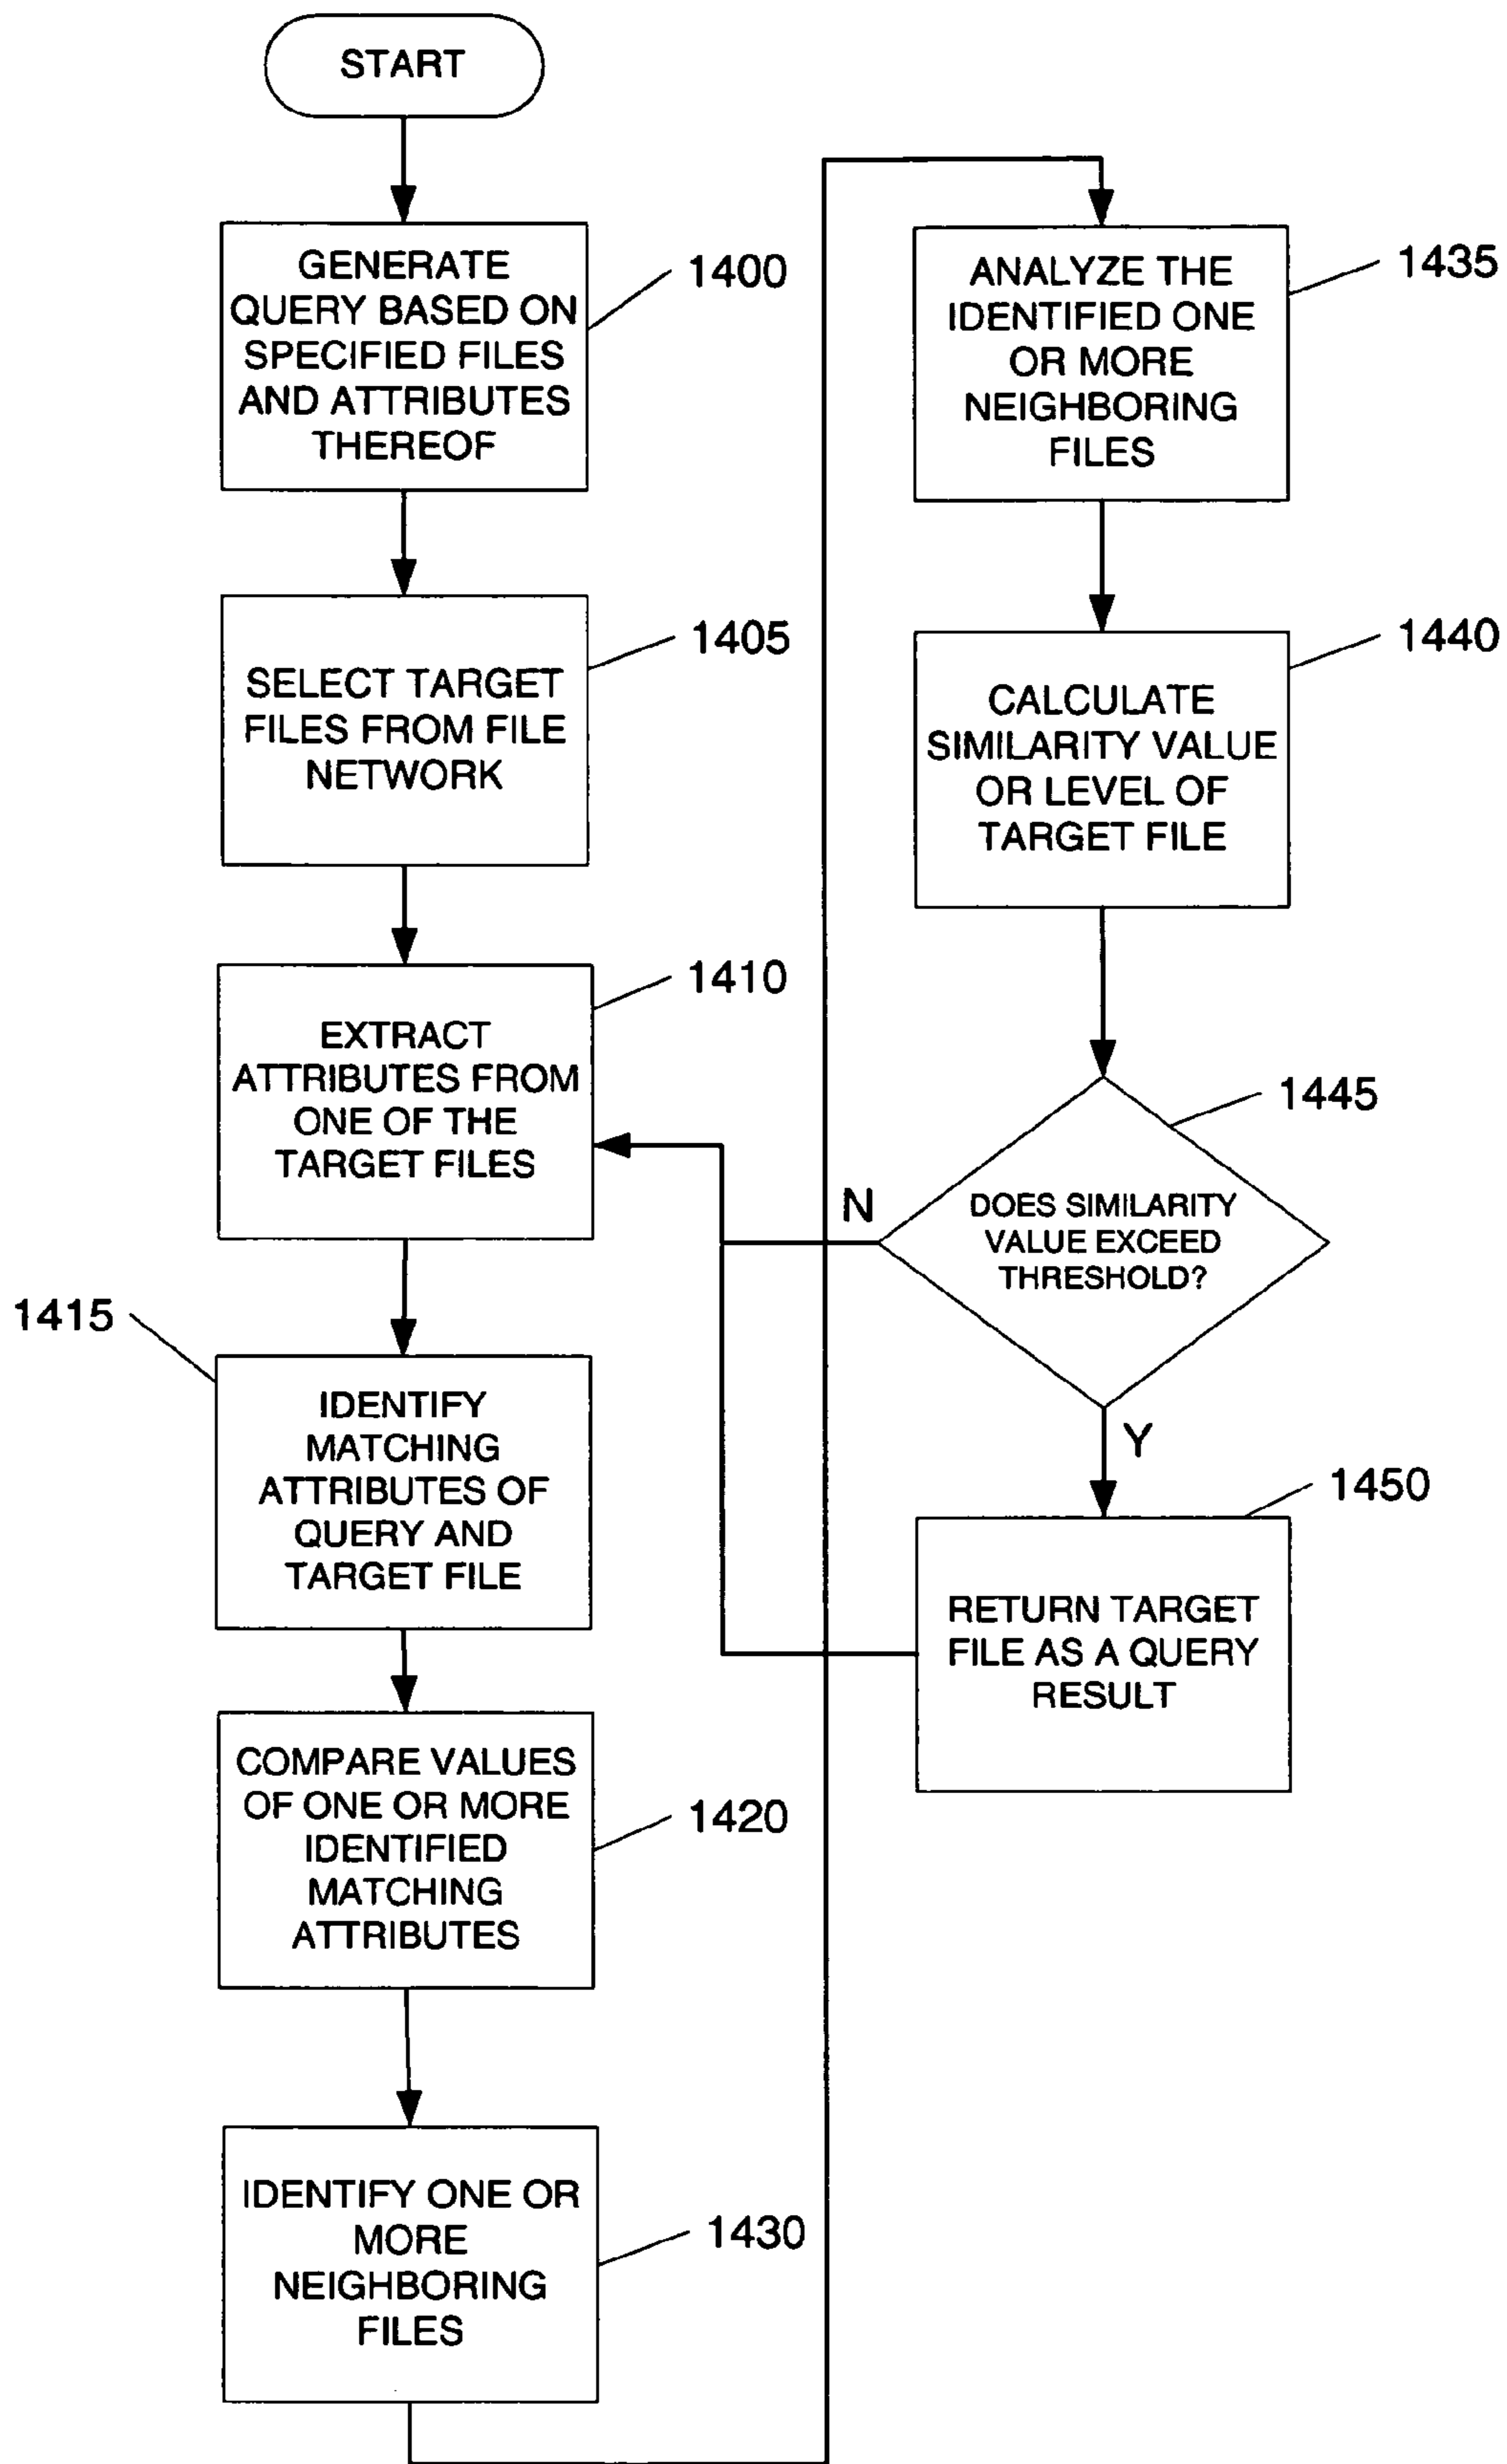 START
GENERATE
QUERY BASED ON
SPECIFIED FILES
AND ATTRIBUTES
THEREOF
1400
SELECT TARGET
FILES FROM FILE
NETWORK
1405
EXTRACT
ATTRIBUTES FROM
ONE OF THE
TARGET FILES
1410
1415
IDENTIFY
MATCHING
ATTRIBUTES OF
QUERY AND
TARGET FILE
COMPARE VALUES
OF ONE OR MORE
IDENTIFIED
MATCHING
ATTRIBUTES
1420
IDENTIFY ONE OR
MORE
NEIGHBORING
FILES
1430
ANALYZE THE
IDENTIFIED ONE
OR MORE
NEIGHBORING
FILES
1435
CALCULATE
SIMILARITY VALUE
OR LEVEL OF
TARGET FILE
1440
1445
DOES SIMILARITY
VALUE EXCEED
THRESHOLD?
N
Y
1450
RETURN TARGET
FILE AS A QUERY
RESULT